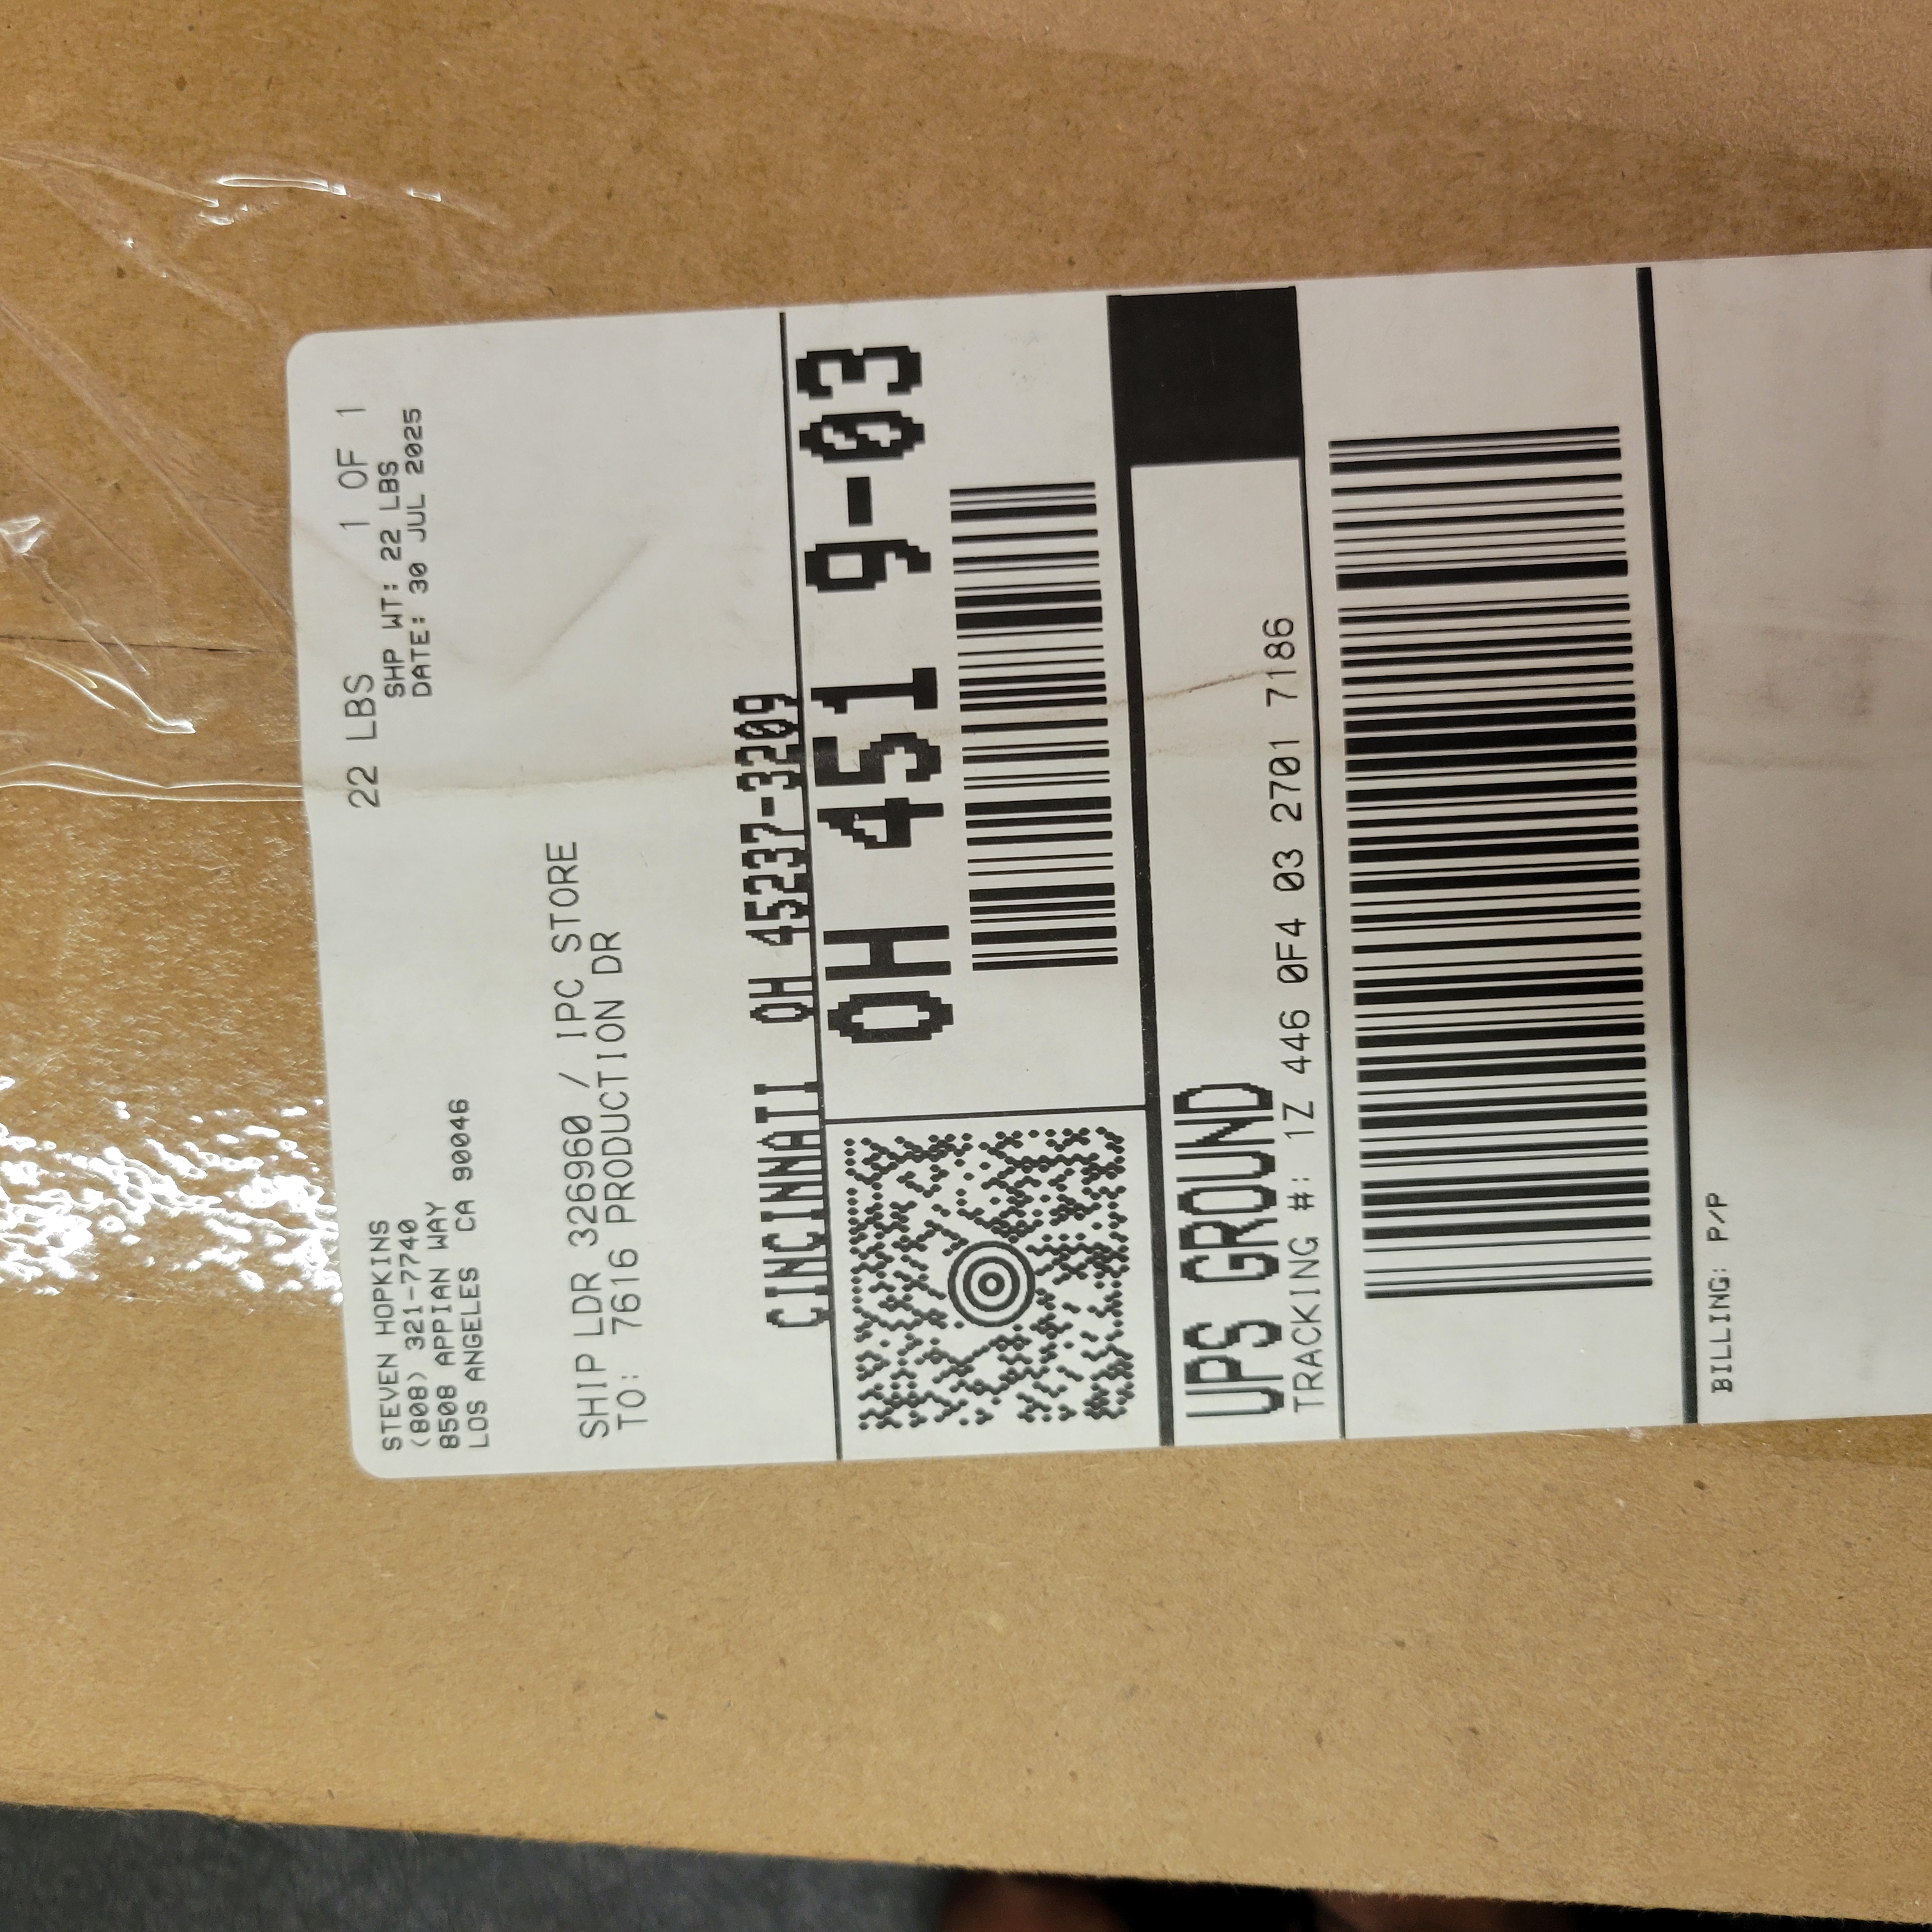 STEVEN HOPKINS
(808) 321-7740
8508 APPIAN WAY
LOS ANGELES CA 90046
22 LBS 1 OF 1
SHP WT: 22 LBS
DATE: 30 JUL 2025
SHIP LDR 326960 / IPC STORE
TO: 7616 PRODUCTION DR
CINCINNATI OH 45237-3209
OH 451 9-03
UPS GROUND
TRACKING #: 1Z 446 0F4 03 2701 7186
BILLING: P/P